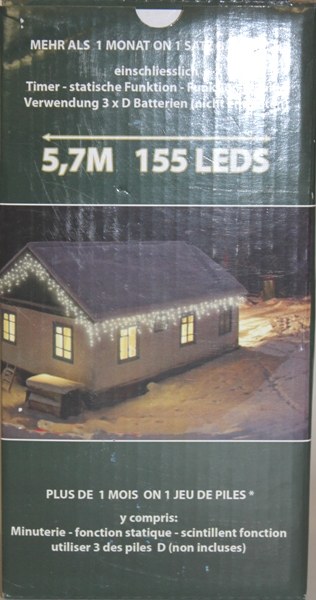 MEHR ALS 1 MONAT ON 1 SATZ
einschliesslich
Timer - statische Funktion -
Verwendung 3 x D Batterien (nicht
5,7M 155 LEDS
PLUS DE 1 MOIS ON 1 JEU DE PILES *
y compris:
Minuterie - fonction statique - scintillent fonction
utiliser 3 des piles D (non incluses)